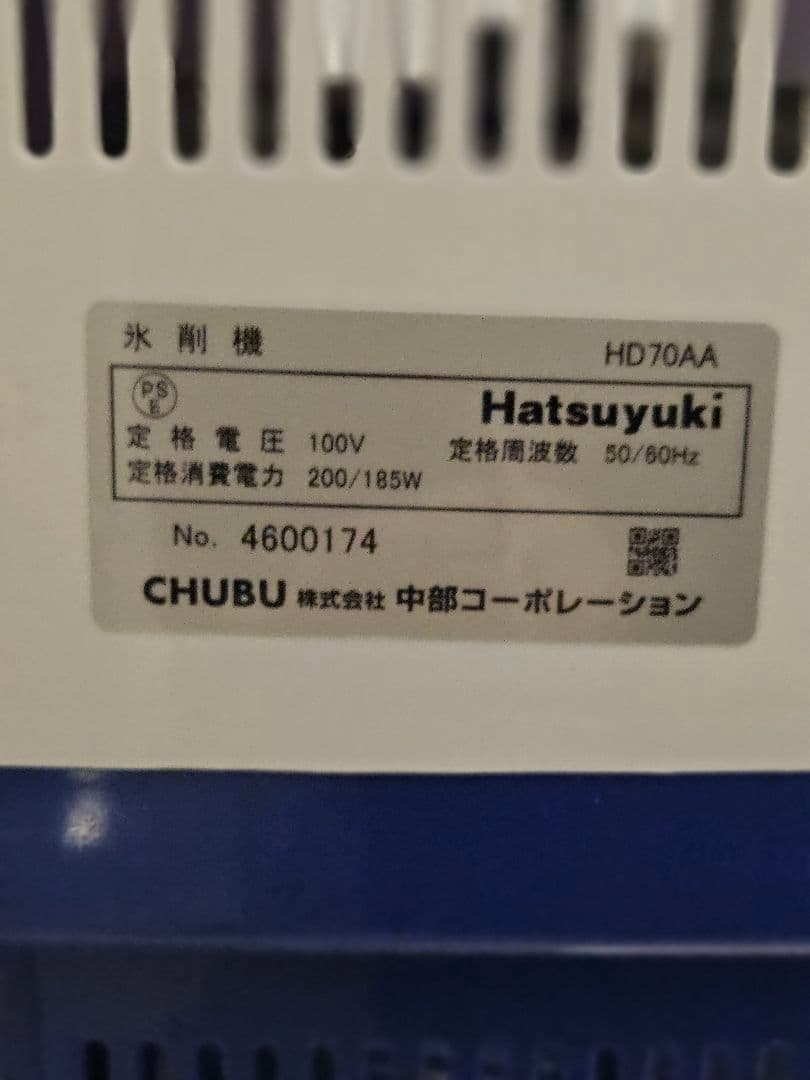 氷削機 HD70AA
PS E Hatsuyuki
定格電圧 100V 定格周波数 50/60Hz
定格消費電力 200/185W
No. 4600174
CHUBU 株式会社 中部コーポレーション